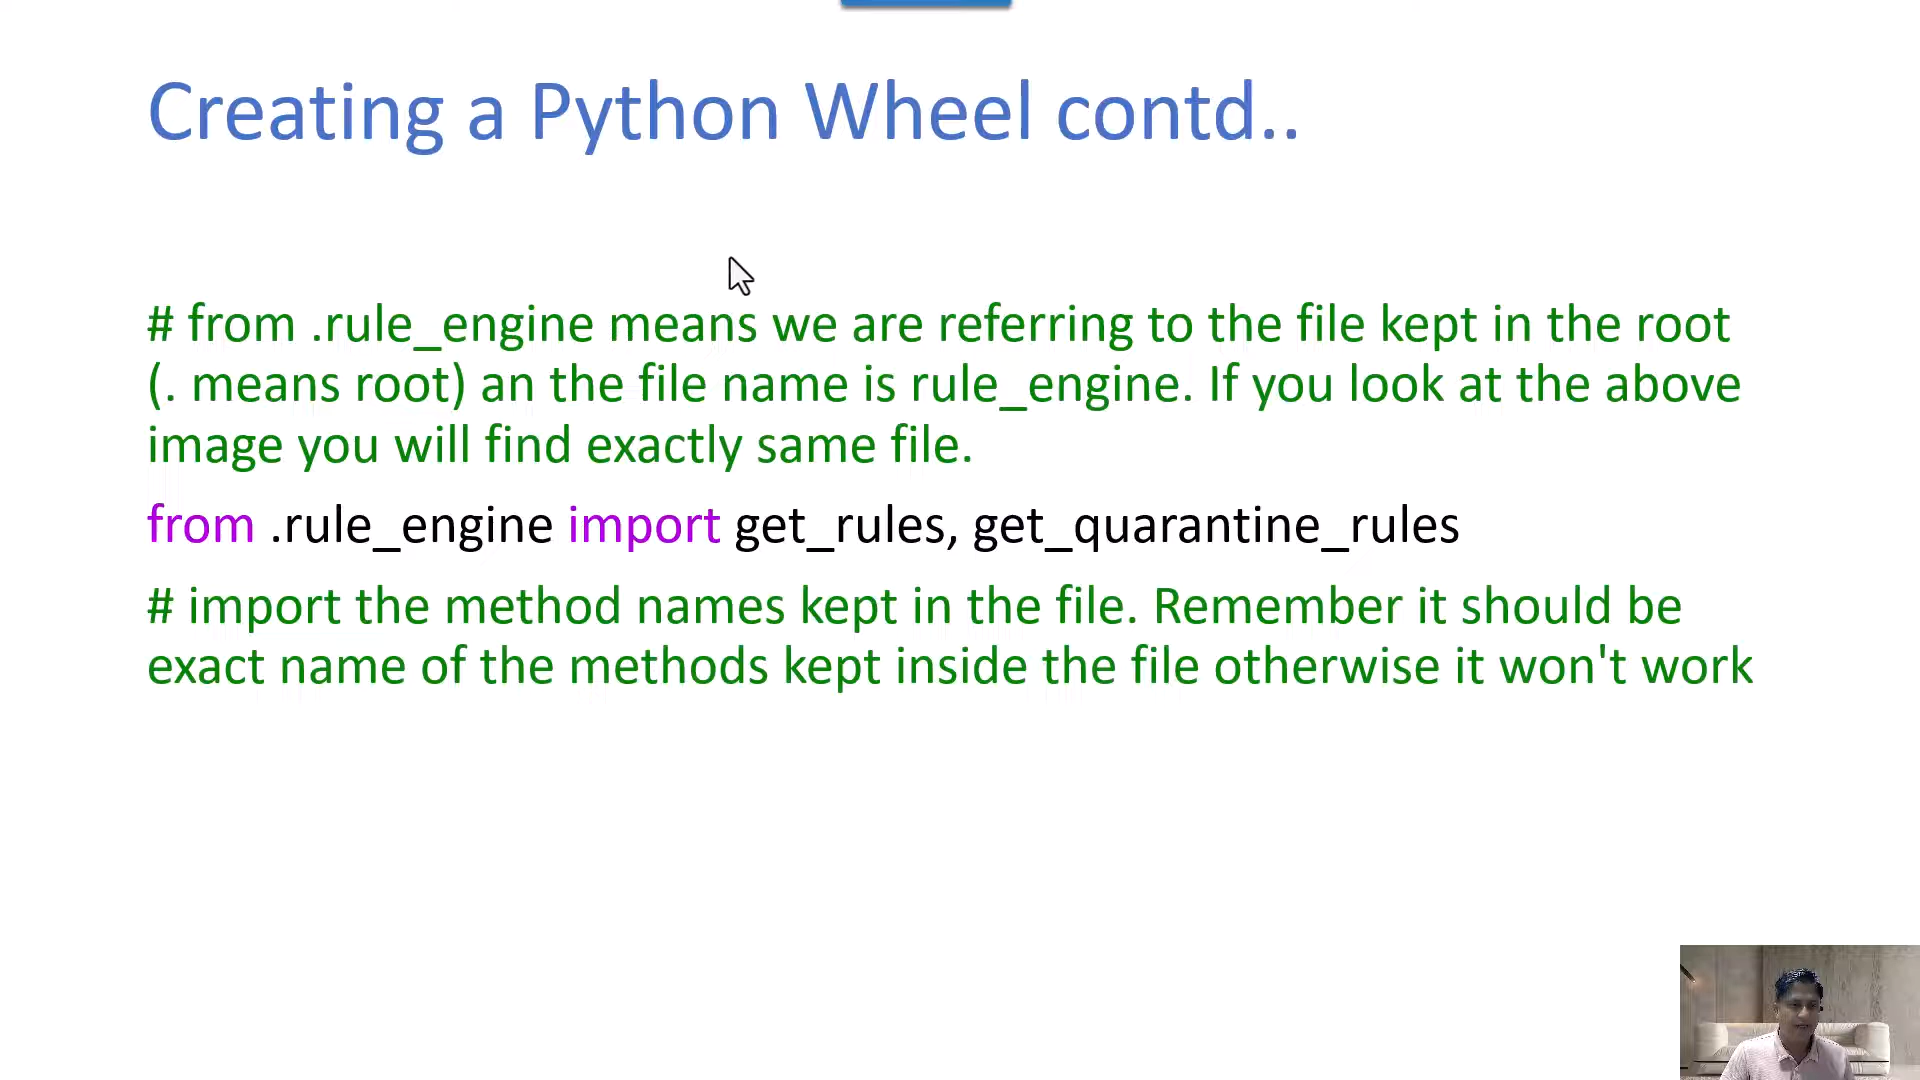 Creating a Python Wheel contd..
# from .rule_engine means we are referring to the file kept in the root
(. means root) an the file name is rule_engine. If you look at the above
image you will find exactly same file.
from .rule_engine import get_rules, get_quarantine_rules
# import the method names kept in the file. Remember it should be
exact name of the methods kept inside the file otherwise it won't work